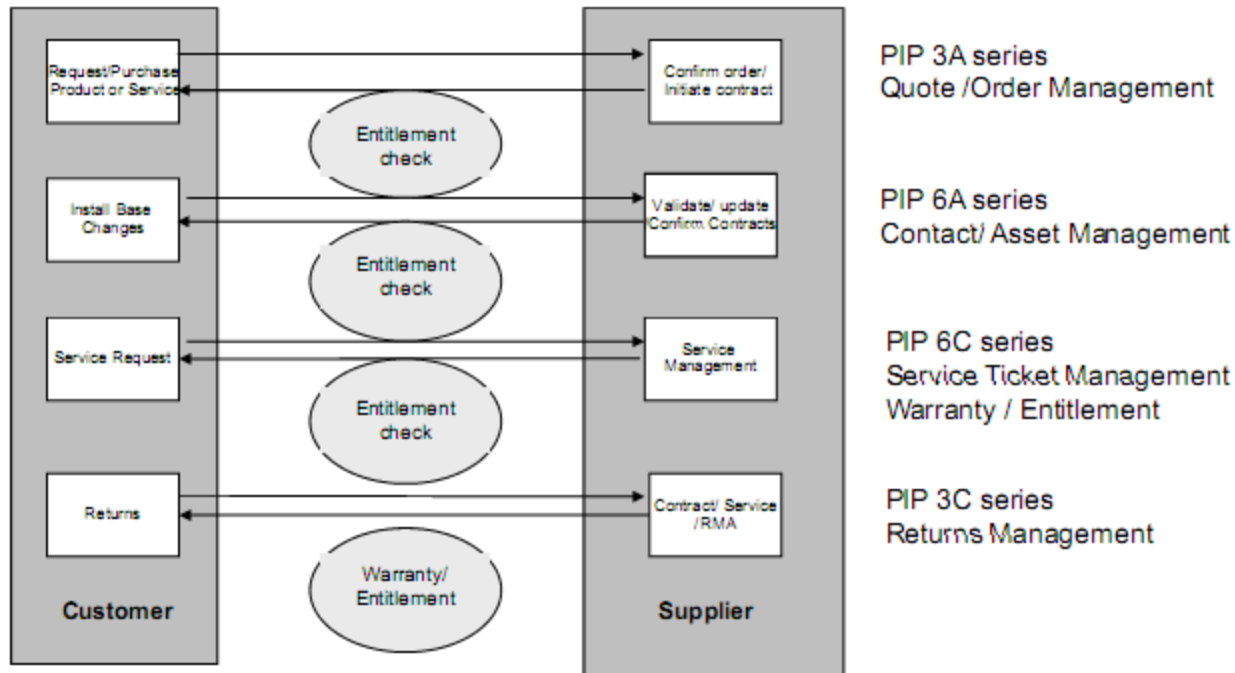 Request/Purchase
Product or Service
Confirm order/
Initiate contract
PIP 3A series
Quote /Order Management
Entitlement
check
Install Base
Changes
Validate/ update
/Confirm Contracts
PIP 6A series
Contact/ Asset Management
Entitlement
check
Service Request
Service
Management
PIP 6C series
Service Ticket Management
Warranty / Entitlement
Entitlement
check
Returns
Contract/ Service
/RMA
PIP 3C series
Returns Management
Warranty/
Entitlement
Customer
Supplier